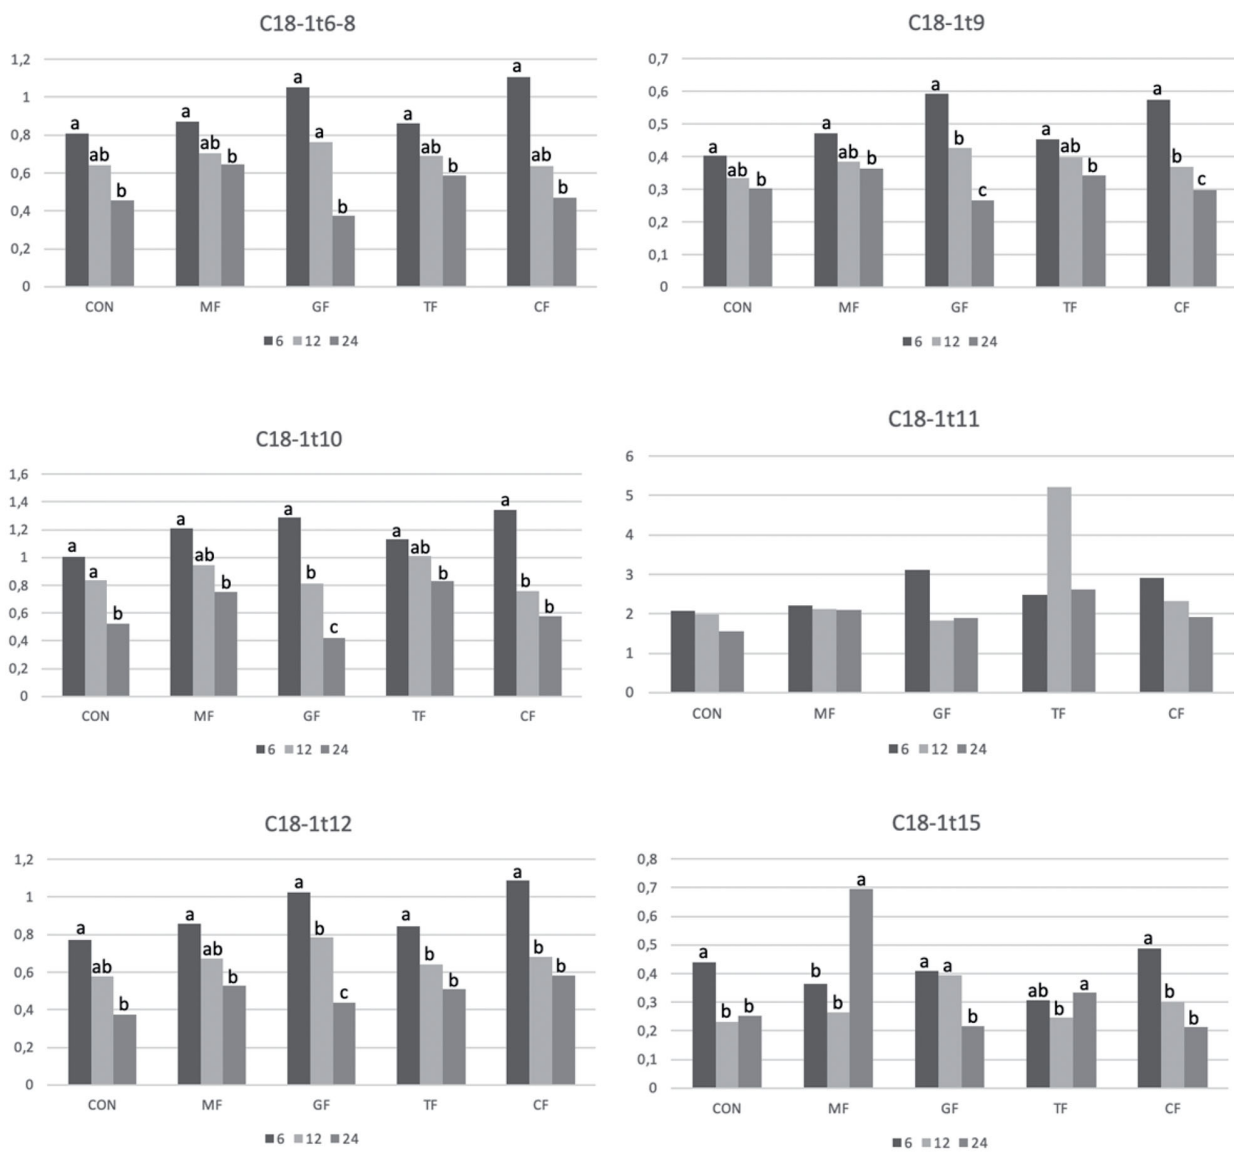 C18-1t6-8
1,2
1
0,8
0,6
0,4
0,2
0
a ab b a ab b a a b a ab b a ab b
CON MF GF TF CF
6 12 24
C18-1t9
0,7
0,6
0,5
0,4
0,3
0,2
0,1
0
a ab b a ab b a b c a ab b a b c
CON MF GF TF CF
6 12 24
C18-1t10
1,6
1,4
1,2
1
0,8
0,6
0,4
0,2
0
a a b a ab b a b c a ab b a b b
CON MF GF TF CF
6 12 24
C18-1t11
6
5
4
3
2
1
0
CON MF GF TF CF
6 12 24
C18-1t12
1,2
1
0,8
0,6
0,4
0,2
0
a ab b a ab b a b c a b b a b b
CON MF GF TF CF
6 12 24
C18-1t15
0,8
0,7
0,6
0,5
0,4
0,3
0,2
0,1
0
a b b b b a a a b ab b a a b b
CON MF GF TF CF
6 12 24